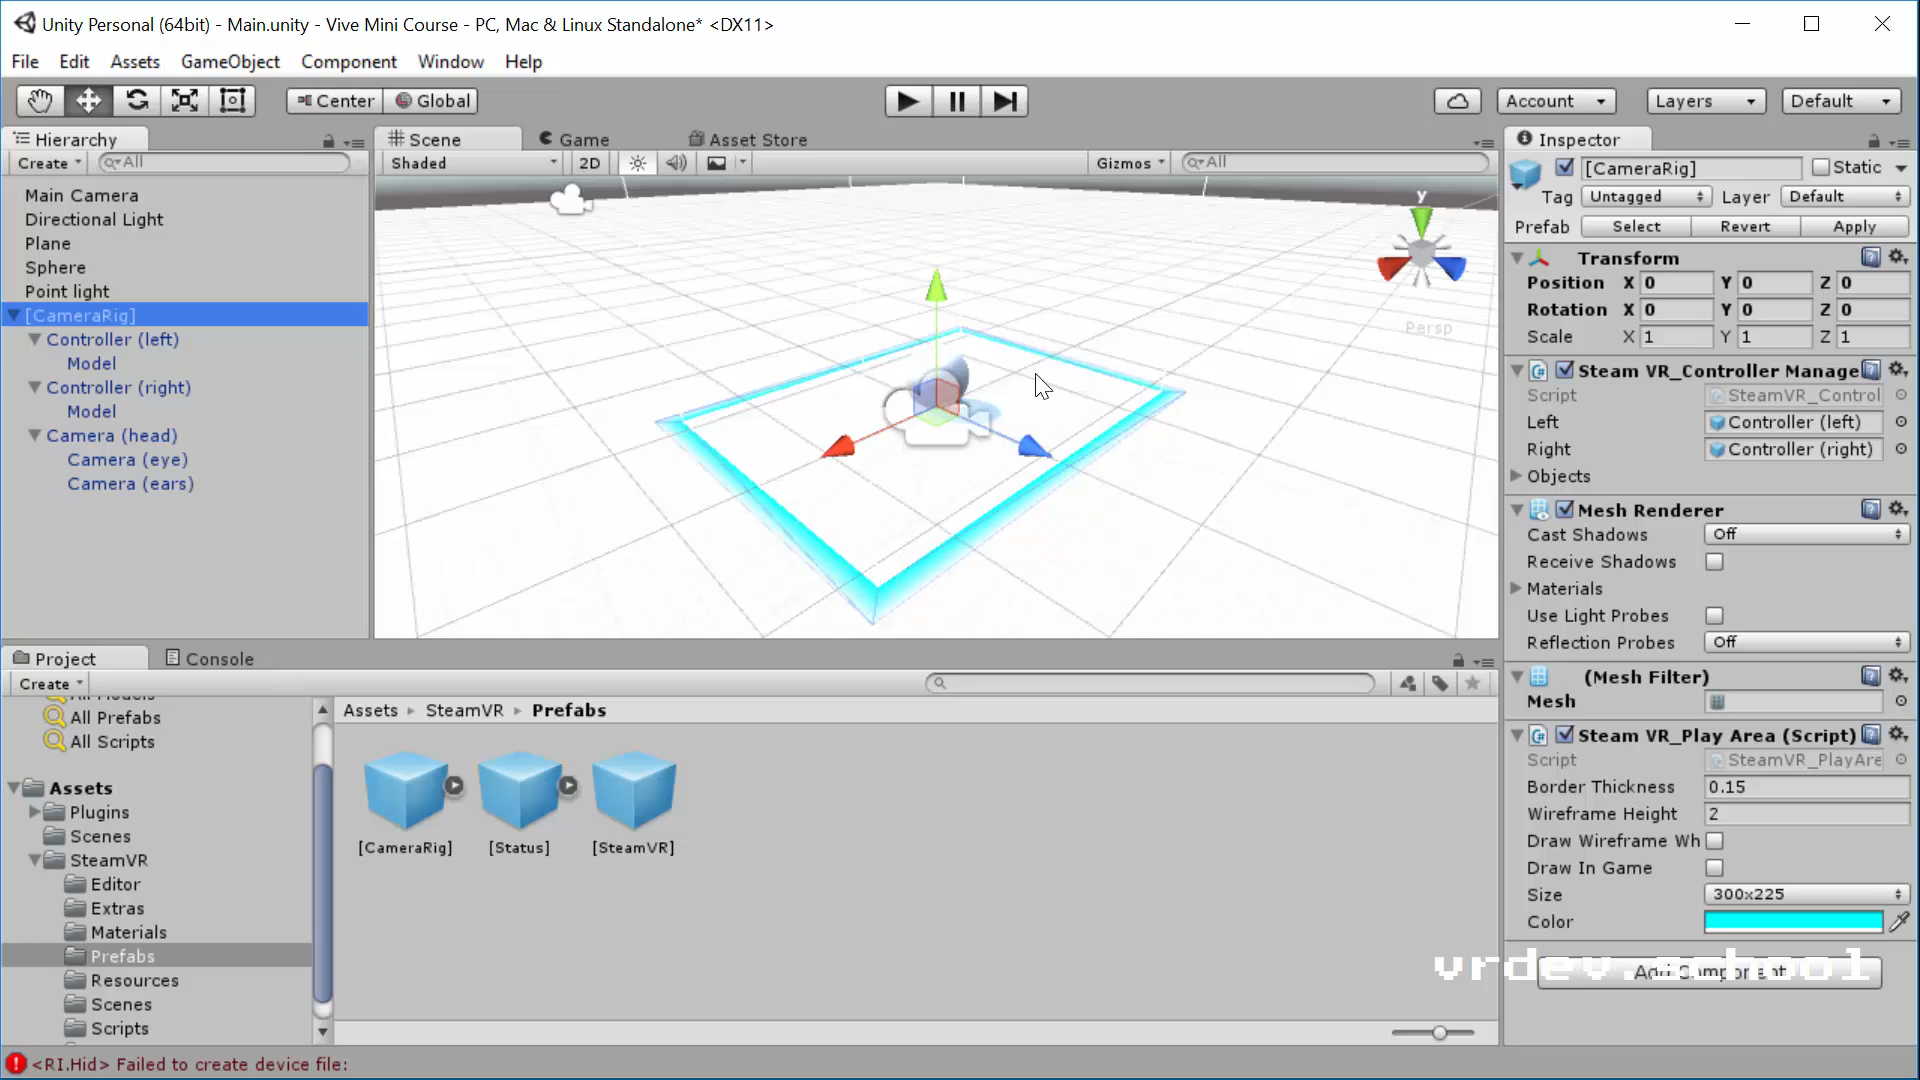 Unity Personal (64bit) - Main.unity - Vive Mini Course - PC, Mac & Linux Standalone* <DX11>
File Edit Assets GameObject Component Window Help
Center Global Account Layers Default
Hierarchy
Create All
Main Camera
Directional Light
Plane
Sphere
Point light
[CameraRig]
Controller (left)
Model
Controller (right)
Model
Camera (head)
Camera (eye)
Camera (ears)
Scene Game Asset Store
Shaded 2D Gizmos All
y
Persp
Inspector
[CameraRig] Static
Tag Untagged Layer Default
Prefab Select Revert Apply
Transform
Position X 0 Y 0 Z 0
Rotation X 0 Y 0 Z 0
Scale X 1 Y 1 Z 1
Steam VR_Controller Manage
Script SteamVR_Control
Left Controller (left)
Right Controller (right)
Objects
Mesh Renderer
Cast Shadows Off
Receive Shadows
Materials
Use Light Probes
Reflection Probes Off
(Mesh Filter)
Mesh
Steam VR_Play Area (Script)
Script SteamVR_PlayAre
Border Thickness 0.15
Wireframe Height 2
Draw Wireframe Wh
Draw In Game
Size 300x225
Color
Add Component
vrdev.school
Project Console
Create
All Models
All Prefabs
All Scripts
Assets
Plugins
Scenes
SteamVR
Editor
Extras
Materials
Prefabs
Resources
Scenes
Scripts
Assets SteamVR Prefabs
[CameraRig] [Status] [SteamVR]
<RI.Hid> Failed to create device file: